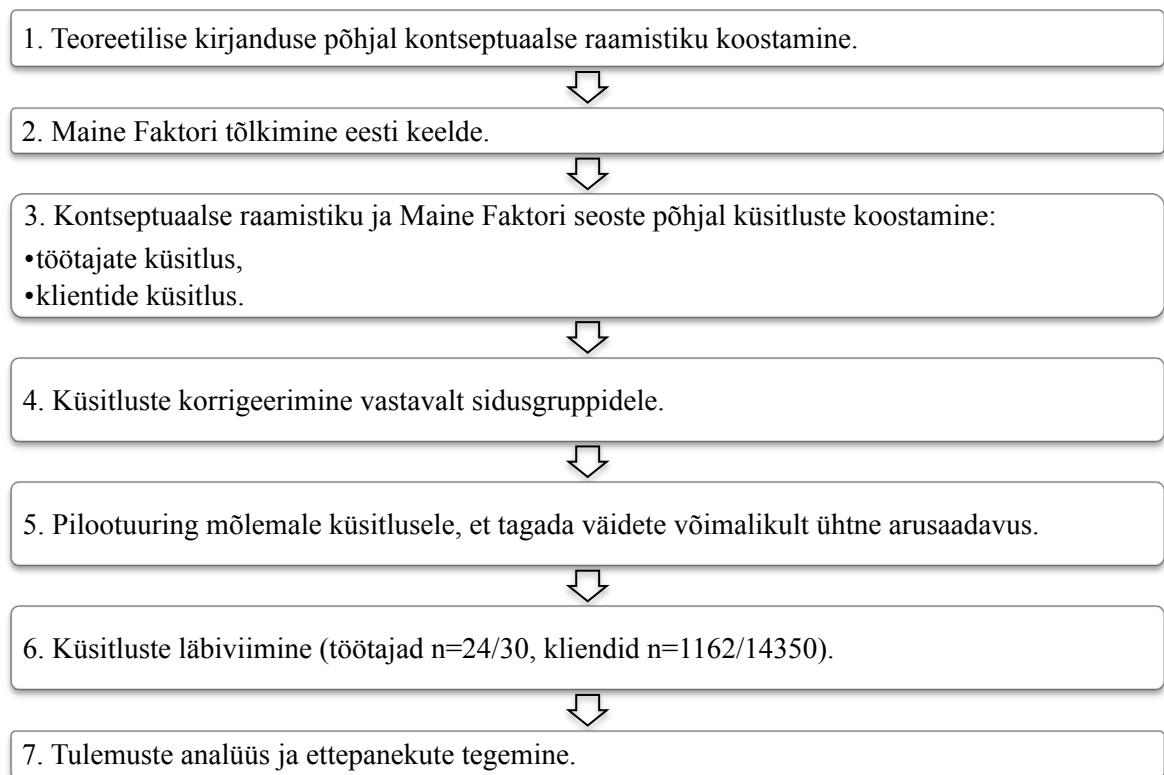 1. Teoreetilise kirjanduse põhjal kontseptuaalse raamistiku koostamine.
2. Maine Faktori tõlkimine eesti keelde.
3. Kontseptuaalse raamistiku ja Maine Faktori seoste põhjal küsitluste koostamine:
•töötajate küsitlus,
•klientide küsitlus.
4. Küsitluste korrigeerimine vastavalt sidusgruppidele.
5. Pilootuuring mõlemale küsitlusele, et tagada väidete võimalikult ühtne arusaadavus.
6. Küsitluste läbiviimine (töötajad n=24/30, kliendid n=1162/14350).
7. Tulemuste analüüs ja ettepanekute tegemine.